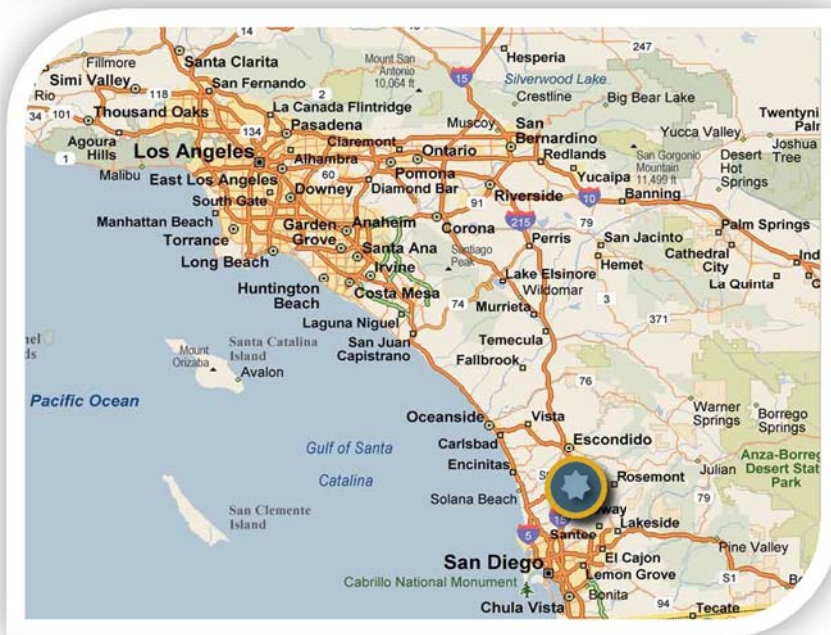 14
247
Fillmore
Santa Clarita
Mount San
Antonio
10,064 ft
Hesperia
15
Silverwood Lake
Simi Valley
San Fernando
Rio
118
2
Crestline
Big Bear Lake
34
101
Thousand Oaks
La Canada Flintridge
134
Pasadena
Muscoy
San
Bernardino
Yucca Valley
Joshua
Tree
Agoura
Hills
Claremont
1
Los Angeles
Alhambra
Ontario
Redlands
San Gorgonio
Mountain
11,499 ft
Desert
Hot
Springs
Malibu
East Los Angeles
60
Pomona
Yucaipa
South Gate
Downey
Diamond Bar
Riverside
10
Banning
91
Manhattan Beach
Garden
Grove
Anaheim
Corona
215
79
Palm Springs
Torrance
Santa Ana
Santiago
Peak
Perris
San Jacinto
Cathedral
City
Long Beach
Irvine
Lake Elsinore
Hemet
La Quinta
Huntington
Beach
Costa Mesa
Wildomar
74
Murrieta
3
371
Laguna Niguel
San Juan
Capistrano
Temecula
Santa Catalina
Island
Mount
Orizaba
Avalon
Fallbrook
76
Pacific Ocean
Warner
Springs
Borrego
Springs
Oceanside
Vista
Carlsbad
Escondido
Gulf of Santa
Catalina
Encinitas
Julian
Anza-Borreg
Desert Stat
Park
Rosemont
Solana Beach
79
San Clemente
Island
15
way
Lakeside
5
Santee
Pine Valley
San Diego
El Cajon
Cabrillo National Monument
Lemon Grove
S1
Bonita
Chula Vista
94
Tecate